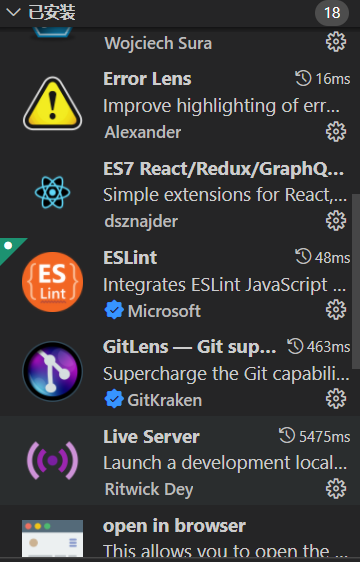 已安装 18
Wojciech Sura
Error Lens 16ms
Improve highlighting of err...
Alexander
ES7 React/Redux/GraphQ...
Simple extensions for React,...
dsznajder
ESLint 48ms
ES
Lint
Integrates ESLint JavaScript ...
Microsoft
GitLens — Git sup... 463ms
Supercharge the Git capabili...
GitKraken
Live Server 5475ms
Launch a development local...
Ritwick Dey
open in browser
This allows you to open the ...